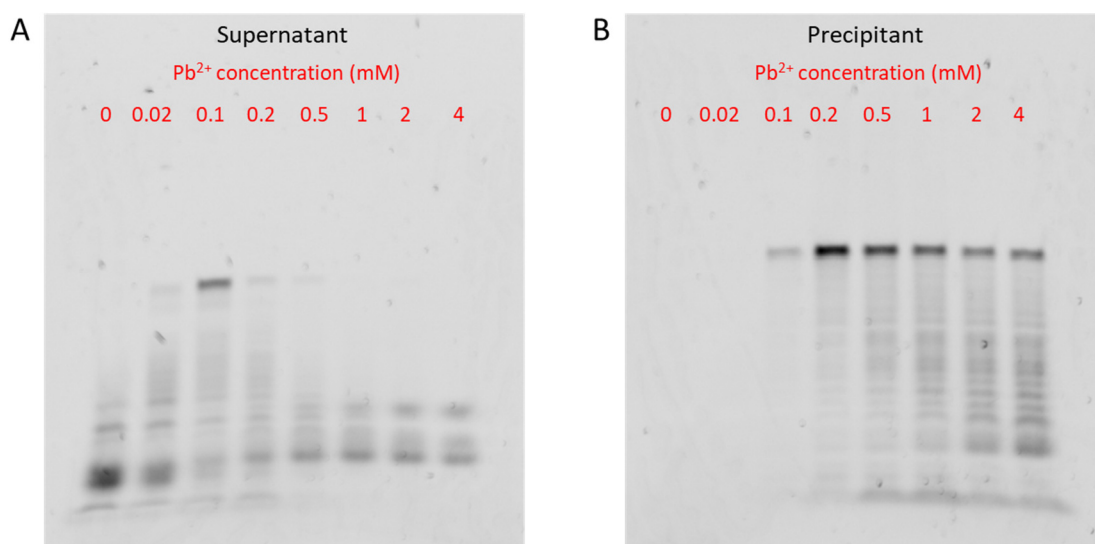 A
Supernatant
Pb²⁺ concentration (mM)
0 0.02 0.1 0.2 0.5 1 2 4
B
Precipitant
Pb²⁺ concentration (mM)
0 0.02 0.1 0.2 0.5 1 2 4